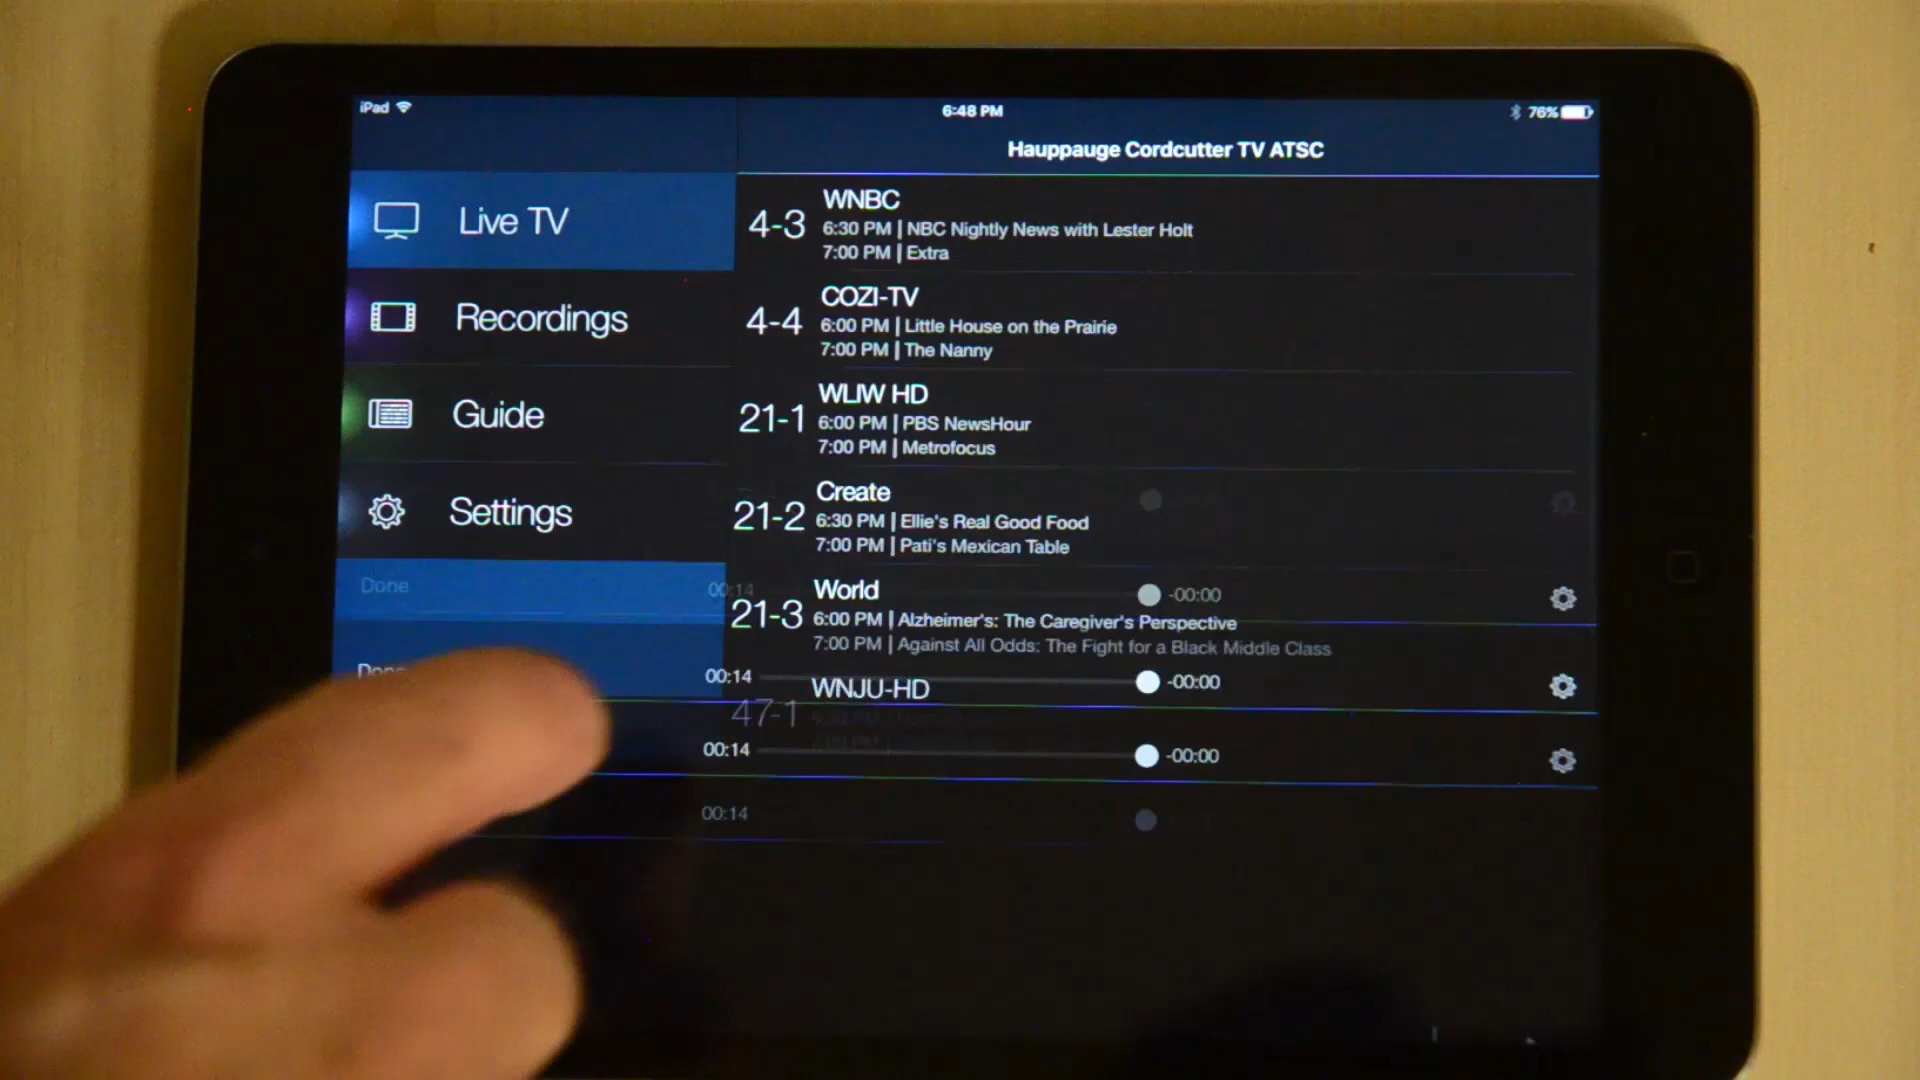 iPad
6:48 PM
76%
Hauppauge Cordcutter TV ATSC
Live TV
Recordings
Guide
Settings
Done
Done
4-3
WNBC
6:30 PM | NBC Nightly News with Lester Holt
7:00 PM | Extra
4-4
COZI-TV
6:00 PM | Little House on the Prairie
7:00 PM | The Nanny
21-1
WLIW HD
6:00 PM | PBS NewsHour
7:00 PM | Metrofocus
21-2
Create
6:30 PM | Ellie's Real Good Food
7:00 PM | Pati's Mexican Table
00:14
-00:00
21-3
World
6:00 PM | Alzheimer's: The Caregiver's Perspective
7:00 PM | Against All Odds: The Fight for a Black Middle Class
00:14
-00:00
47-1
WNJU-HD
00:14
-00:00
00:14